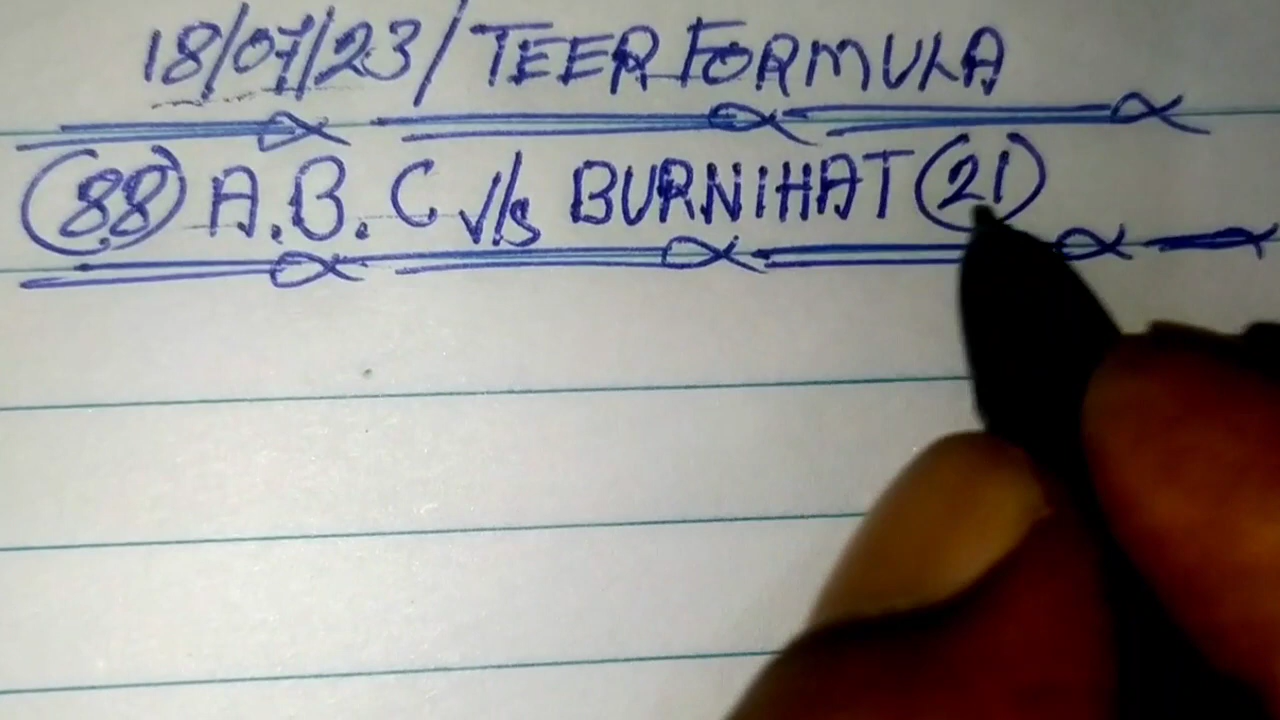 18/07/23/TEER FORMULA
(88) A.B.C v/s BURNIHAT (21)